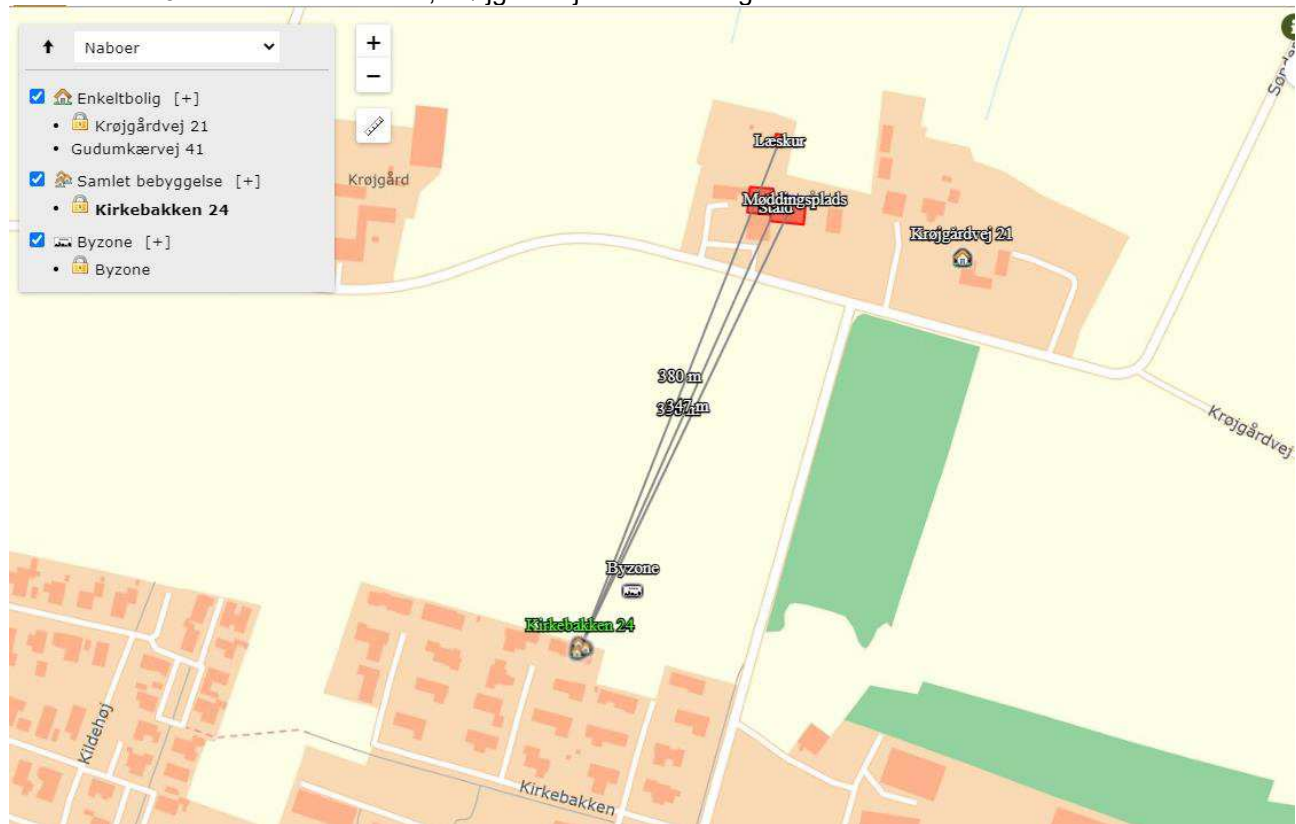 Naboer
Enkeltbolig [+]
Krøjgårdvej 21
Gudumkærvej 41
Samlet bebyggelse [+]
Kirkebakken 24
Byzone [+]
Byzone
+
−
Krøjgård
Læskur
Møddingsplads
Stald
Krøjgårdvej 21
380 m
347 m
Krøjgårdvej
Byzone
Kirkebakken 24
Kildehøj
Kirkebakken